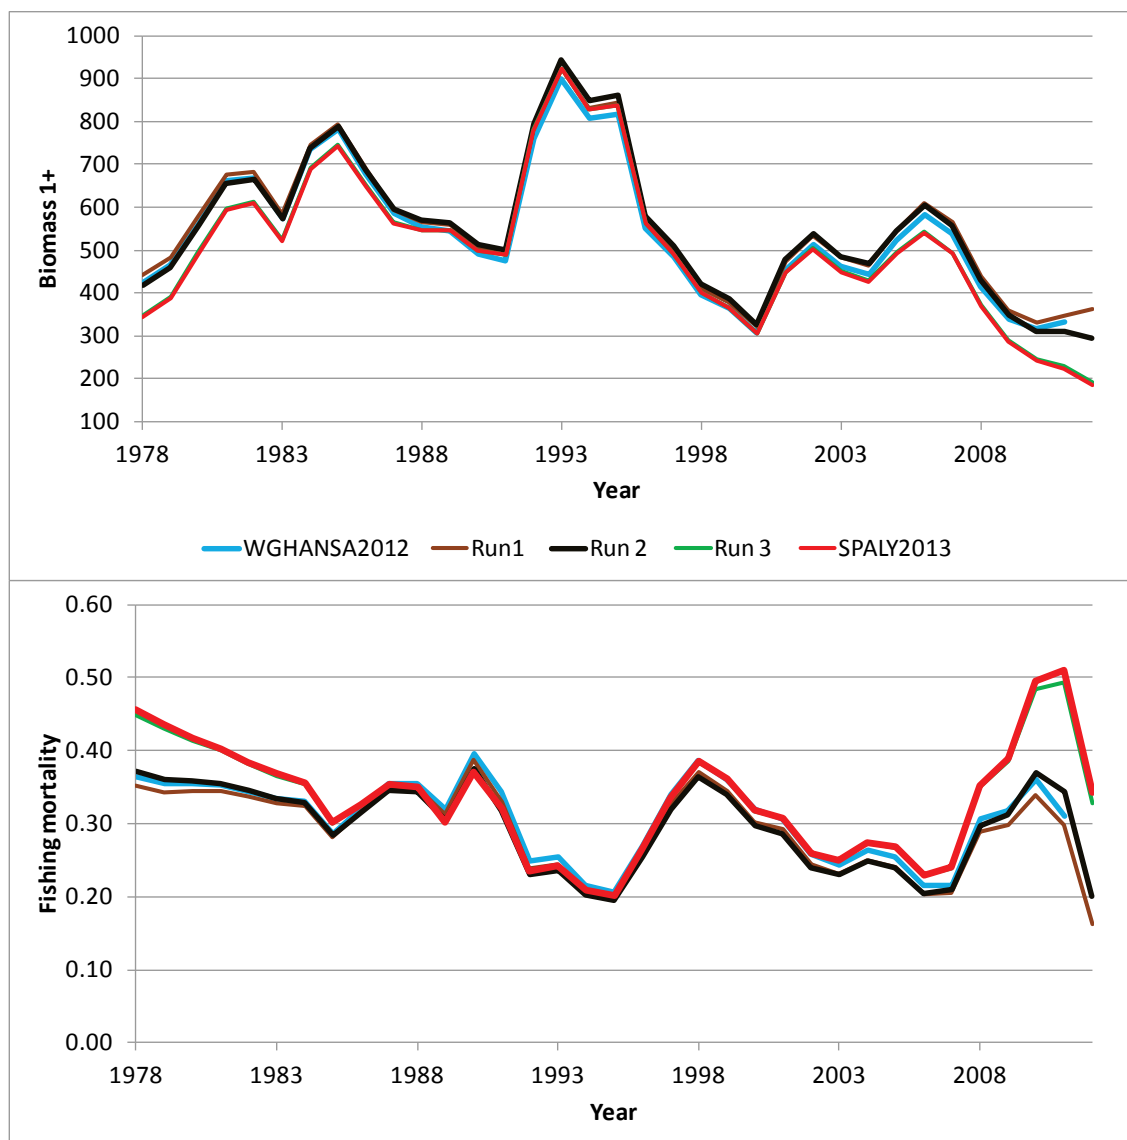 1000
900
800
700
600
500
400
300
200
100
Biomass 1+
1978 1983 1988 1993 1998 2003 2008
Year
WGHANSA2012 Run1 Run 2 Run 3 SPALY2013
0.60
0.50
0.40
0.30
0.20
0.10
0.00
Fishing mortality
1978 1983 1988 1993 1998 2003 2008
Year